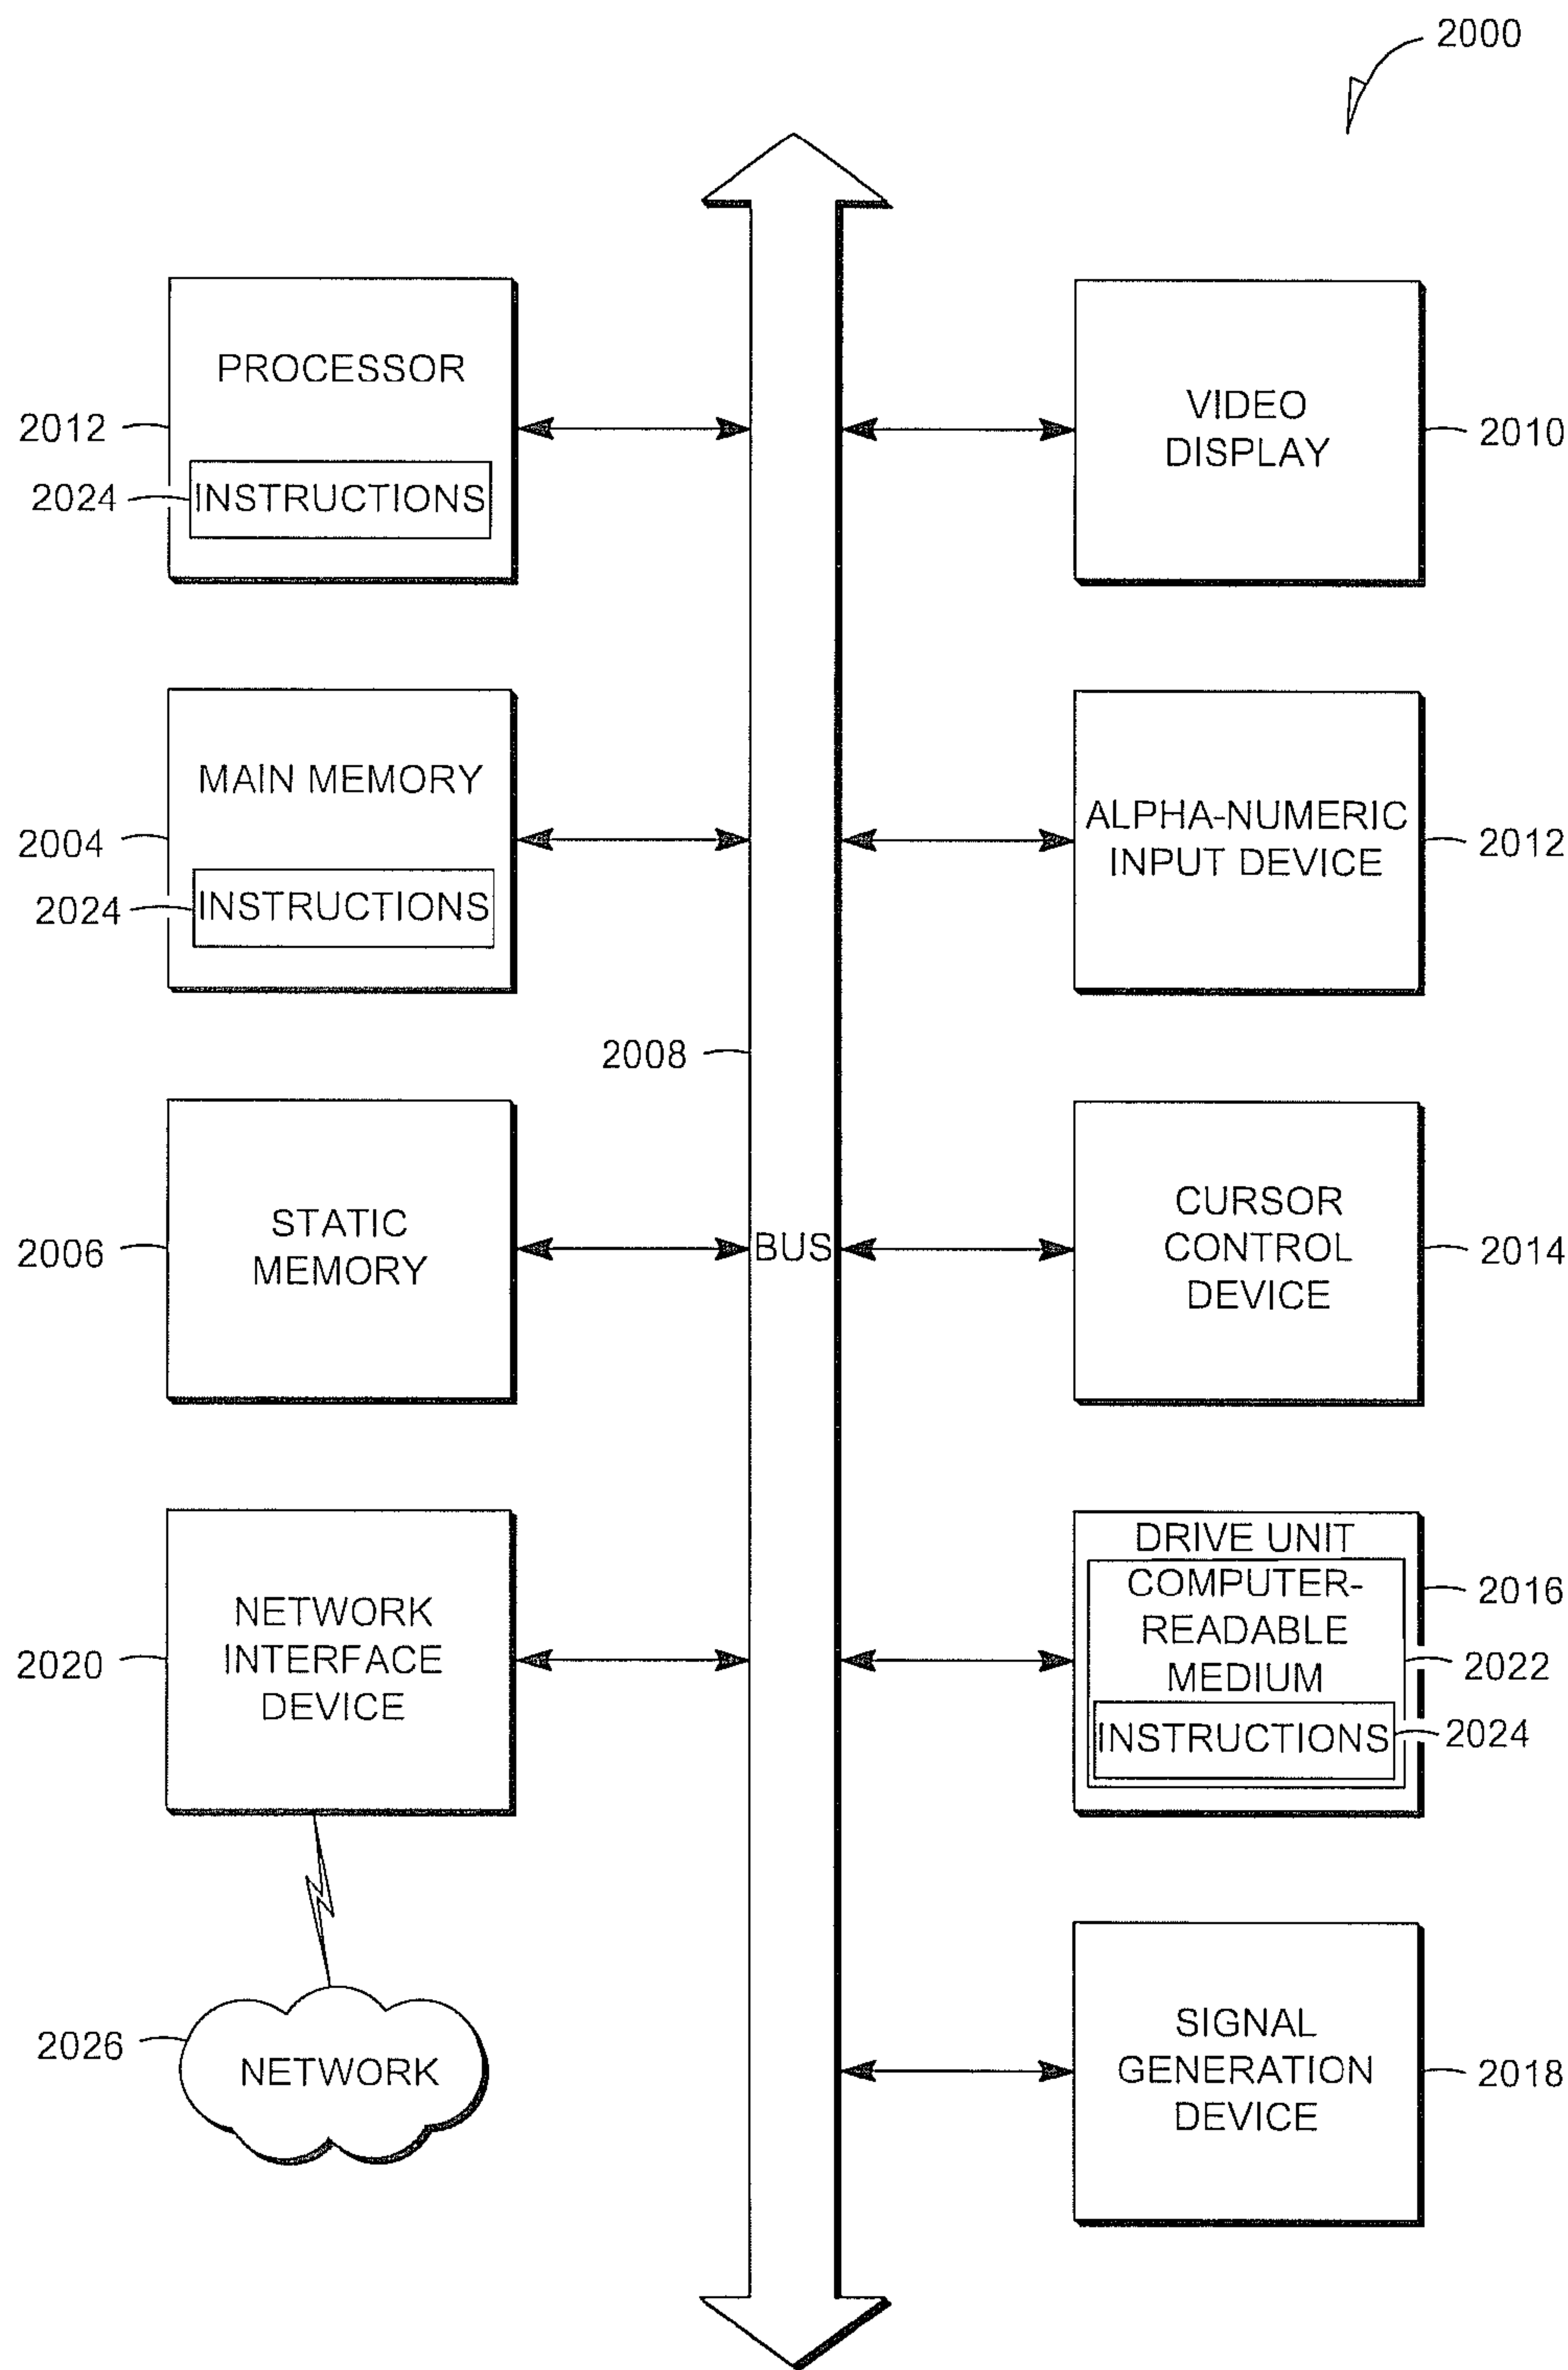 2000
PROCESSOR
2012
2024
INSTRUCTIONS
VIDEO
DISPLAY
2010
MAIN MEMORY
2004
2024
INSTRUCTIONS
ALPHA-NUMERIC
INPUT DEVICE
2012
2008
STATIC
MEMORY
2006
BUS
CURSOR
CONTROL
DEVICE
2014
NETWORK
INTERFACE
DEVICE
2020
DRIVE UNIT
COMPUTER-
READABLE
MEDIUM
2016
2022
INSTRUCTIONS
2024
2026
NETWORK
SIGNAL
GENERATION
DEVICE
2018